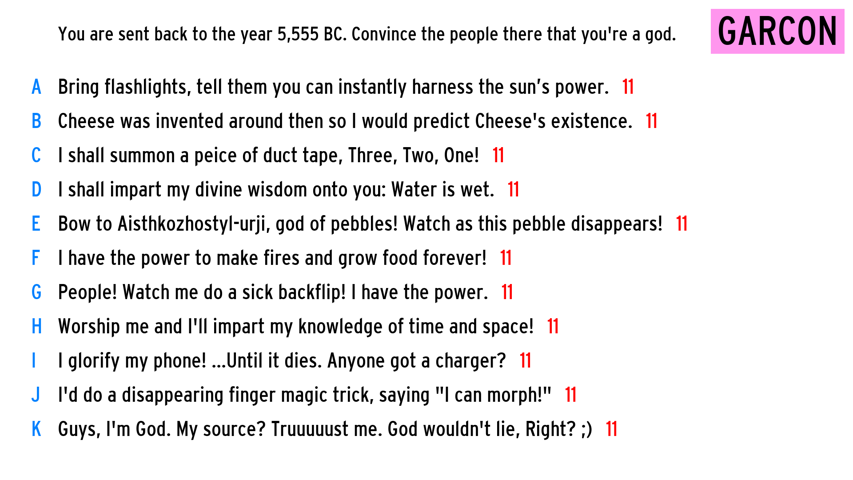 You are sent back to the year 5,555 BC. Convince the people there that you're a god.
GARCON
A Bring flashlights, tell them you can instantly harness the sun’s power. 11
B Cheese was invented around then so I would predict Cheese's existence. 11
C I shall summon a peice of duct tape, Three, Two, One! 11
D I shall impart my divine wisdom onto you: Water is wet. 11
E Bow to Aisthkozhostyl-urji, god of pebbles! Watch as this pebble disappears! 11
F I have the power to make fires and grow food forever! 11
G People! Watch me do a sick backflip! I have the power. 11
H Worship me and I'll impart my knowledge of time and space! 11
I I glorify my phone! ...Until it dies. Anyone got a charger? 11
J I'd do a disappearing finger magic trick, saying "I can morph!" 11
K Guys, I'm God. My source? Truuuuust me. God wouldn't lie, Right? ;) 11